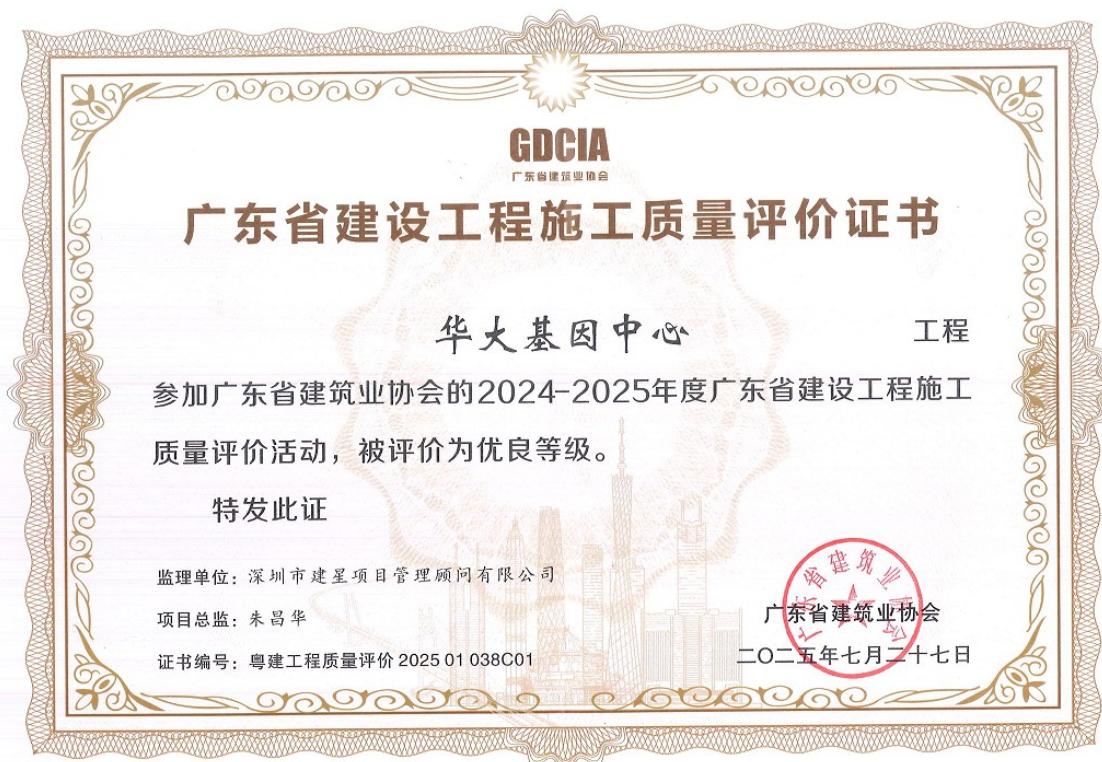 GDCIA
广东省建筑业协会
广东省建设工程施工质量评价证书
华大基因中心 工程
参加广东省建筑业协会的2024-2025年度广东省建设工程施工
质量评价活动，被评价为优良等级。
特发此证
监理单位：深圳市建星项目管理顾问有限公司
项目总监：朱昌华
证书编号：粤建工程质量评价 2025 01 038C01
广东省建筑业协会
广东省建筑业协会
二〇二五年七月二十七日